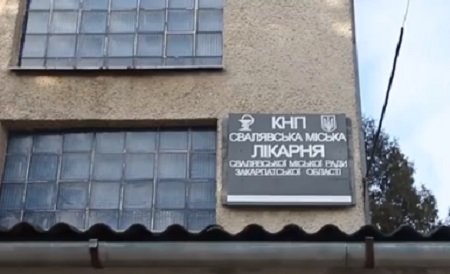 КНП
СВАЛЯВСЬКА МІСЬКА
ЛІКАРНЯ
СВАЛЯВСЬКОЇ МІСЬКОЇ РАДИ
ЗАКАРПАТСЬКОЇ ОБЛАСТІ